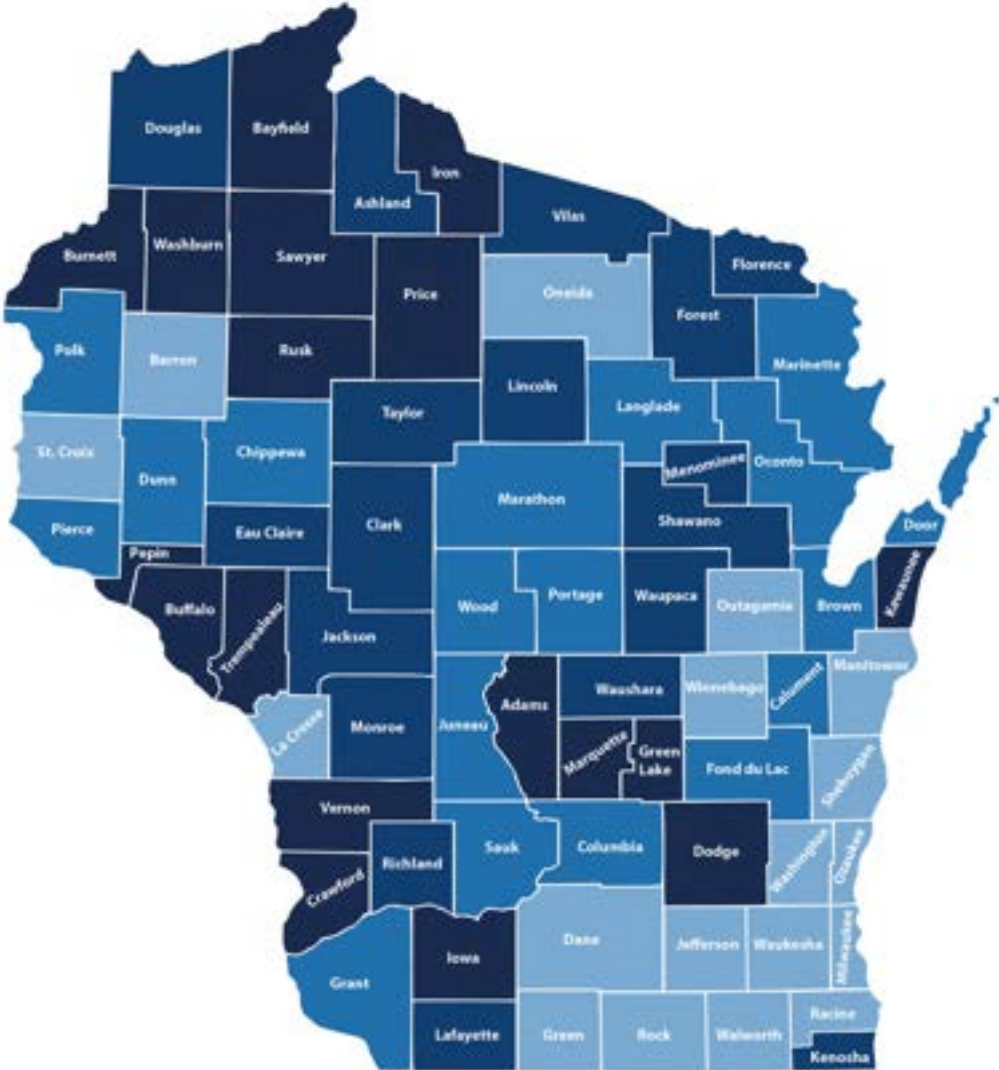 Douglas
Bayfield
Iron
Ashland
Vilas
Burnett
Washburn
Sawyer
Florence
Price
Oneida
Forest
Polk
Barron
Rusk
Marinette
Lincoln
Taylor
Langlade
St. Croix
Chippewa
Oconto
Menominee
Dunn
Marathon
Shawano
Pierce
Eau Claire
Clark
Door
Pepin
Kewaunee
Buffalo
Trempealeau
Wood
Portage
Waupaca
Outagamie
Brown
Jackson
Manitowoc
Waushara
Winnebago
Calument
Adams
La Crosse
Monroe
Juneau
Marquette
Green
Lake
Fond du Lac
Sheboygan
Vernon
Richland
Sauk
Columbia
Dodge
Washington
Ozaukee
Crawford
Dane
Jefferson
Waukesha
Milwaukee
Iowa
Grant
Lafayette
Green
Rock
Walworth
Racine
Kenosha